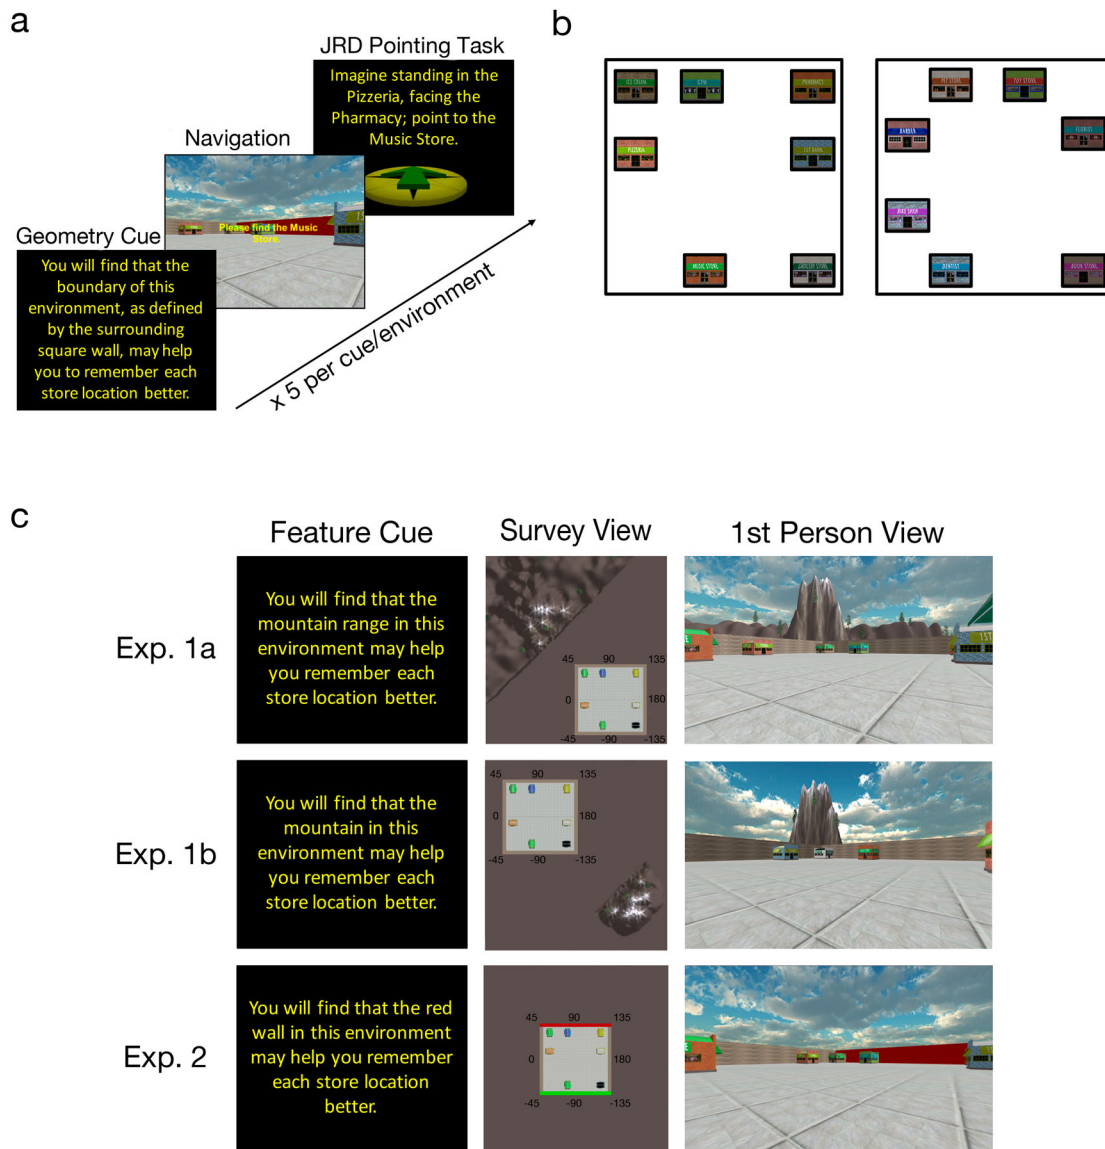 a
JRD Pointing Task
Imagine standing in the
Pizzeria, facing the
Pharmacy; point to the
Music Store.
Navigation
Please find the Music
Store.
Geometry Cue
You will find that the
boundary of this
environment, as defined
by the surrounding
square wall, may help
you to remember each
store location better.
x 5 per cue/environment
b
ICE CREAM
GYM
PHARMACY
PIZZERIA
1ST BANK
MUSIC STORE
GROCERY STORE
PET STORE
TOY STORE
BARBER
FLORIST
BIKE SHOP
DENTIST
BOOK STORE
c
Feature Cue
Survey View
1st Person View
Exp. 1a
You will find that the
mountain range in this
environment may help
you remember each
store location better.
45 90 135
0 180
-45 -90 -135
1ST
Exp. 1b
You will find that the
mountain in this
environment may help
you remember each
store location better.
45 90 135
0 180
-45 -90 -135
Exp. 2
You will find that the red
wall in this environment
may help you remember
each store location
better.
45 90 135
0 180
-45 -90 -135